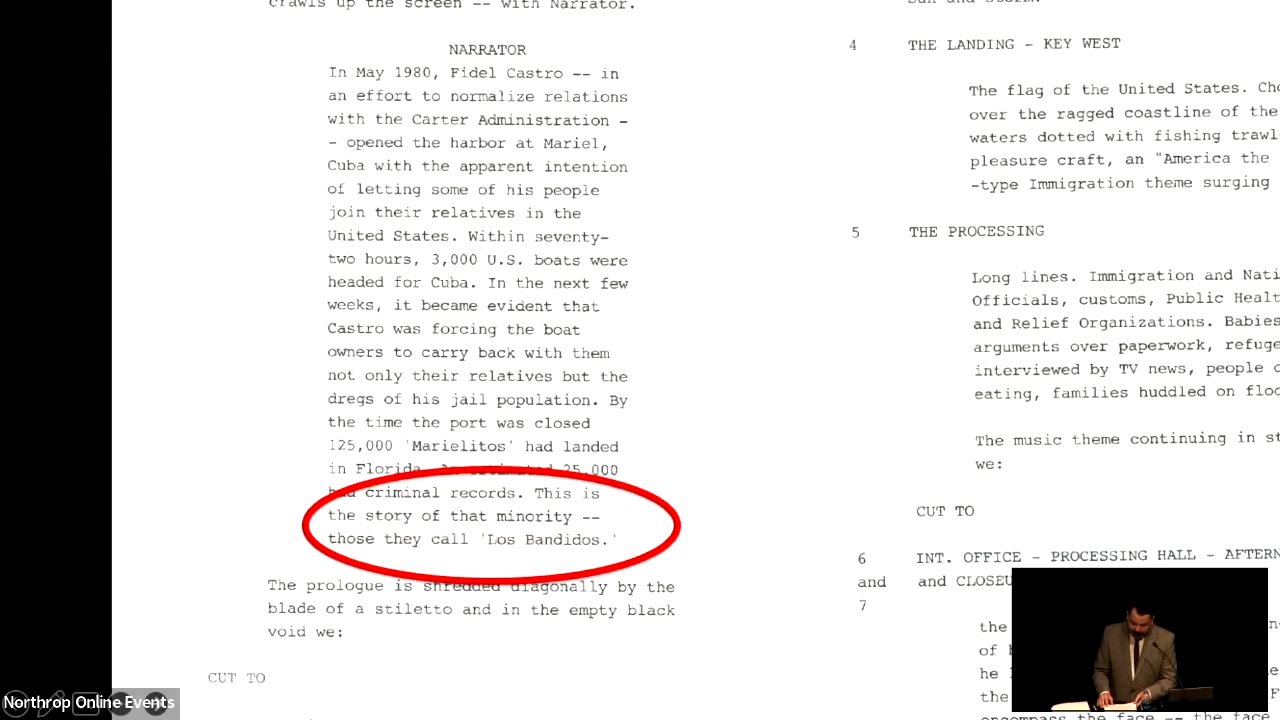 crawls up the screen -- with Narrator.
NARRATOR
In May 1980, Fidel Castro -- in
an effort to normalize relations
with the Carter Administration -
- opened the harbor at Mariel,
Cuba with the apparent intention
of letting some of his people
join their relatives in the
United States. Within seventy-
two hours, 3,000 U.S. boats were
headed for Cuba. In the next few
weeks, it became evident that
Castro was forcing the boat
owners to carry back with them
not only their relatives but the
dregs of his jail population. By
the time the port was closed
125,000 'Marielitos' had landed
in Florida. An estimated 25,000
had criminal records. This is
the story of that minority --
those they call 'Los Bandidos.'
The prologue is shredded diagonally by the
blade of a stiletto and in the empty black
void we:
CUT TO
4 THE LANDING - KEY WEST
The flag of the United States.
over the ragged coastline of the
waters dotted with fishing
pleasure craft, an "America the
-type Immigration theme surging
5 THE PROCESSING
Long lines. Immigration and
Officials, customs, Public
and Relief Organizations. Babies
arguments over paperwork,
interviewed by TV news, people
eating, families huddled on
The music theme continuing in
we:
CUT TO
6 INT. OFFICE - PROCESSING HALL -
and and
7
the
of
he
the
encompass the face -- the face
Northrop Online Events